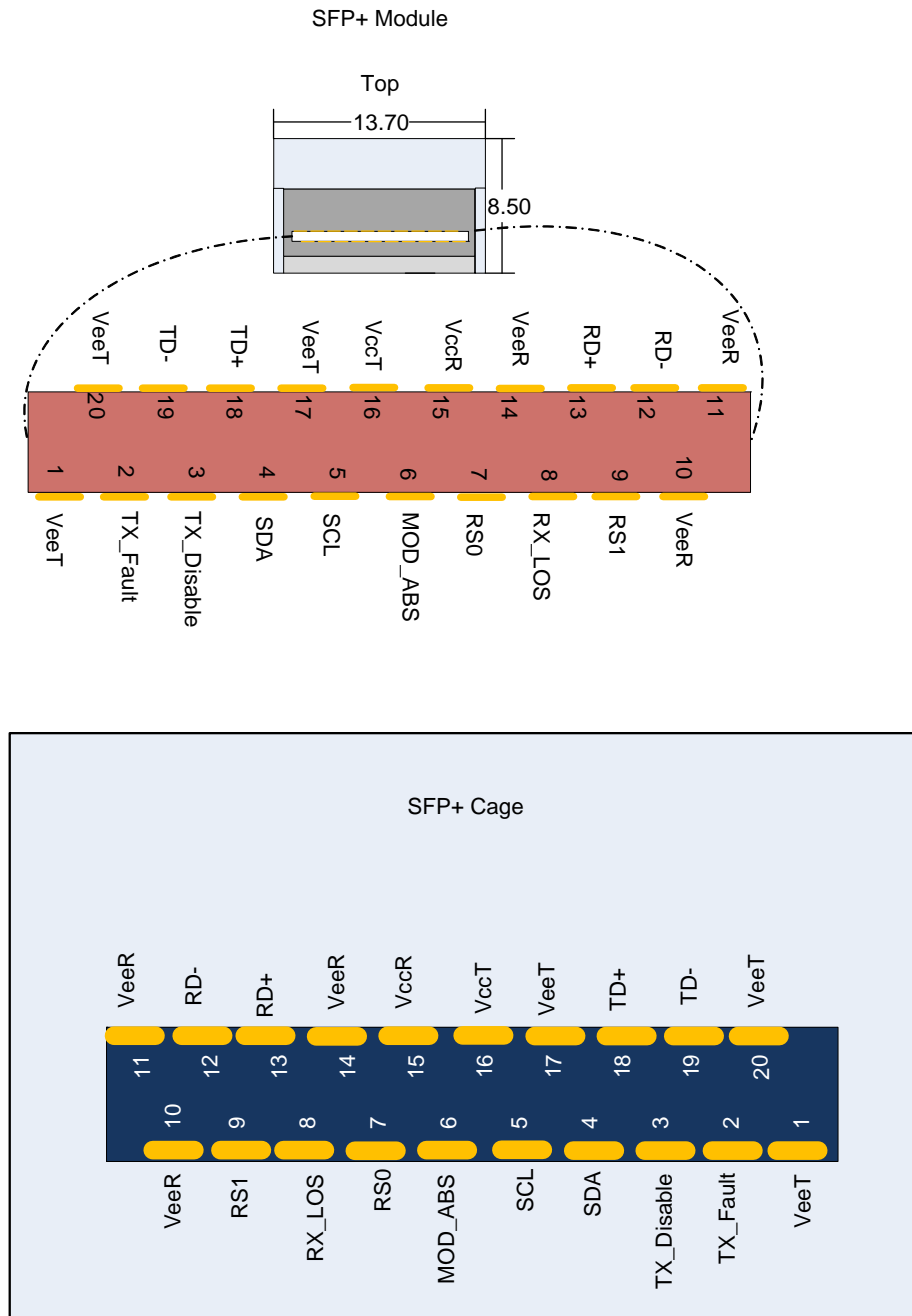 SFP+ Module
Top
13.70
8.50
VeeT
TD-
TD+
VeeT
VccT
VccR
VeeR
RD+
RD-
VeeR
20
19
18
17
16
15
14
13
12
11
1
2
3
4
5
6
7
8
9
10
VeeT
TX_Fault
TX_Disable
SDA
SCL
MOD_ABS
RS0
RX_LOS
RS1
VeeR
SFP+ Cage
VeeR
RD-
RD+
VeeR
VccR
VccT
VeeT
TD+
TD-
VeeT
11
12
13
14
15
16
17
18
19
20
10
9
8
7
6
5
4
3
2
1
VeeR
RS1
RX_LOS
RS0
MOD_ABS
SCL
SDA
TX_Disable
TX_Fault
VeeT